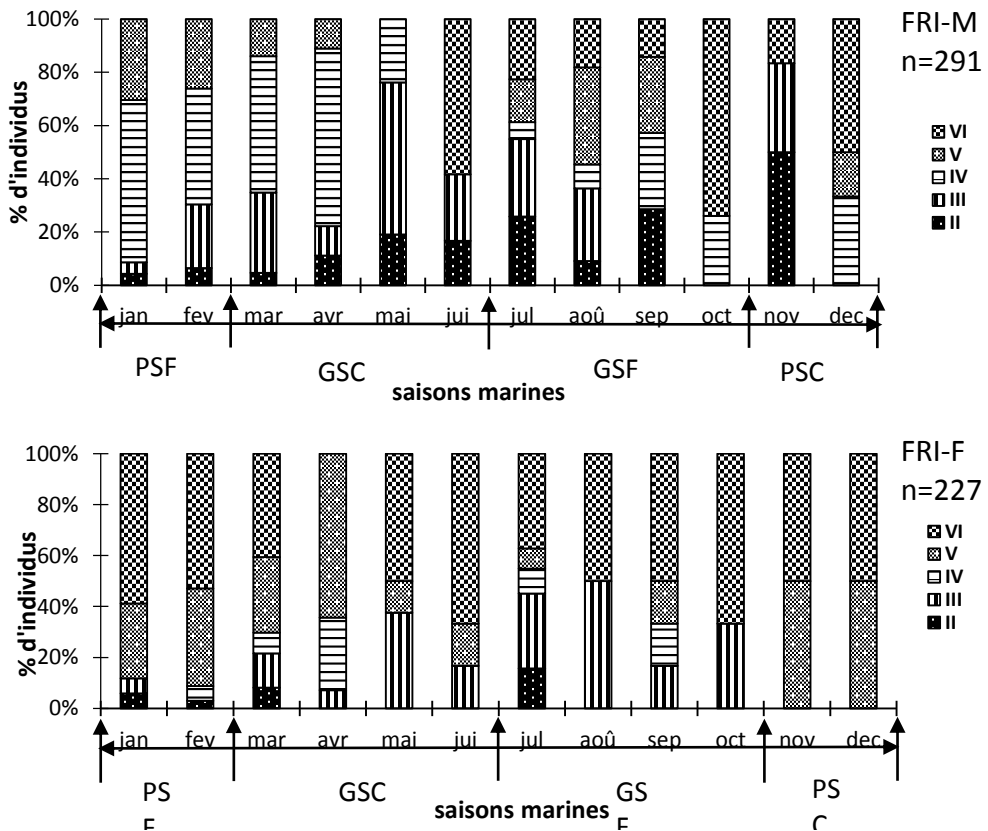 FRI-M
n=291
100%
80%
60%
40%
20%
0%
% d'individus
VI
V
IV
III
II
jan fev mar avr mai jui jul aoû sep oct nov dec
PSF GSC GSF PSC
saisons marines
FRI-F
n=227
100%
80%
60%
40%
20%
0%
% d'individus
VI
V
IV
III
II
jan fev mar avr mai jui jul aoû sep oct nov dec
PS GSC GS PS
F F C
saisons marines